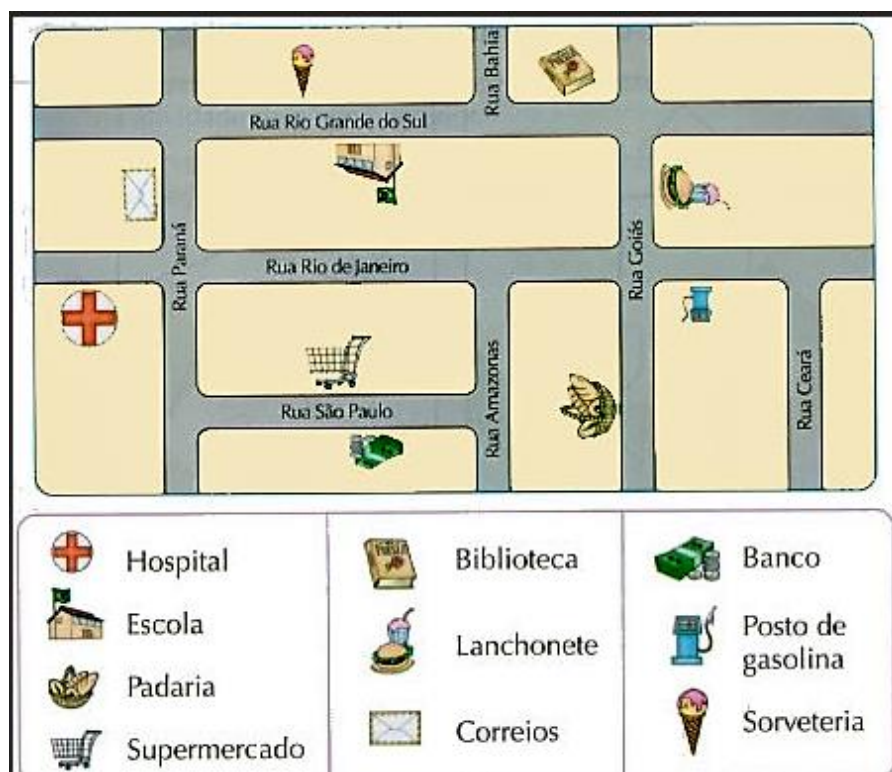 Rua Bahia
Rua Rio Grande do Sul
Rua Paraná
Rua Rio de Janeiro
Rua Goiás
Rua São Paulo
Rua Amazonas
Rua Ceará
Hospital
Escola
Padaria
Supermercado
Biblioteca
Lanchonete
Correios
Banco
Posto de
gasolina
Sorveteria